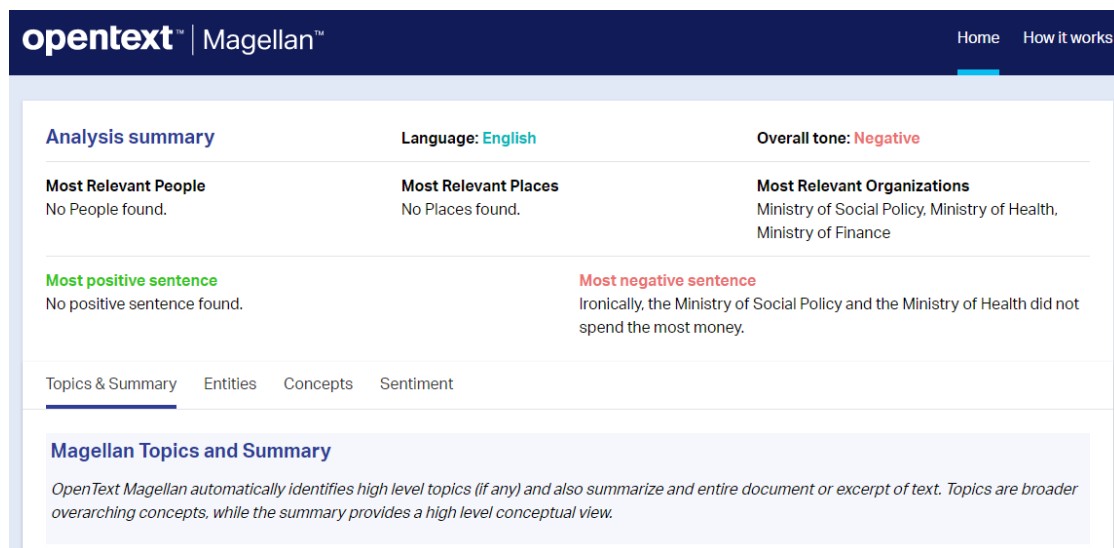 opentext™ | Magellan™
Home How it works
Analysis summary
Language: English
Overall tone: Negative
Most Relevant People
No People found.
Most Relevant Places
No Places found.
Most Relevant Organizations
Ministry of Social Policy, Ministry of Health,
Ministry of Finance
Most positive sentence
No positive sentence found.
Most negative sentence
Ironically, the Ministry of Social Policy and the Ministry of Health did not
spend the most money.
Topics & Summary Entities Concepts Sentiment
Magellan Topics and Summary
OpenText Magellan automatically identifies high level topics (if any) and also summarize and entire document or excerpt of text. Topics are broader
overarching concepts, while the summary provides a high level conceptual view.